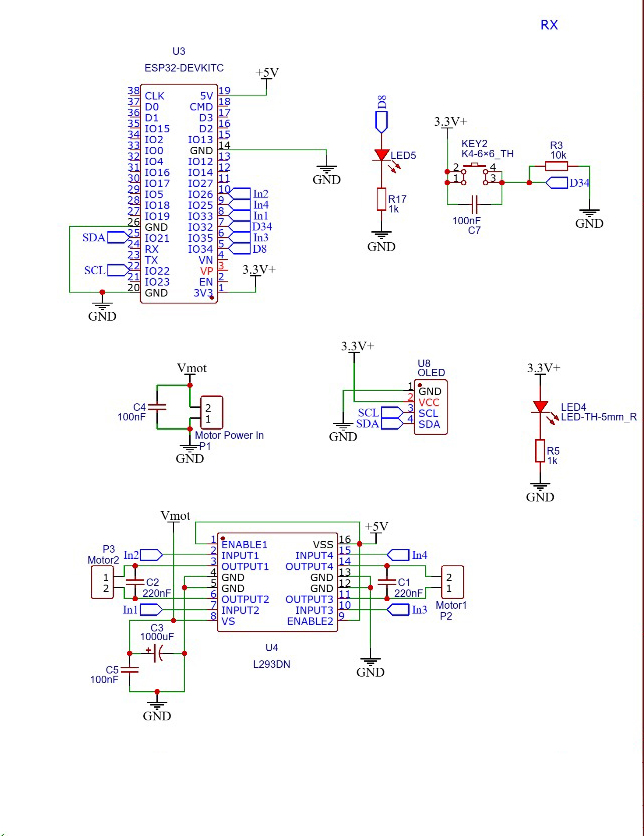 RX
U3
ESP32-DEVKITC
+5V
38 CLK 5V 19
37 D0 CMD 18
36 D1 D3 17
35 IO15 D2 16
34 IO2 IO13 15
33 IO0 GND 14
32 IO4 IO12 13
31 IO16 IO14 12
30 IO17 IO27 11
29 IO5 IO26 10 In2
28 IO18 IO25 9 In4
27 IO19 IO33 8 In1
26 GND IO32 7 D34
SDA 25 IO21 IO35 6 In3
24 RX IO34 5 D8
23 TX VN 4
SCL 22 IO22 VP 3
21 IO23 EN 2
20 GND 3V3 1
3.3V+
GND
GND
D8
LED5
R17
1k
GND
3.3V+
KEY2
K4-6×6_TH
2 4
1 3
100nF
C7
R3
10k
D34
GND
Vmot
C4
100nF
2
1
Motor Power In
P1
GND
3.3V+
U8
OLED
1 GND
2 VCC
SCL 3 SCL
SDA 4 SDA
GND
3.3V+
LED4
LED-TH-5mm_R
R5
1k
GND
Vmot
+5V
P3
Motor2
1
2
In2
C2
220nF
In1
1 ENABLE1 VSS 16
2 INPUT1 INPUT4 15
3 OUTPUT1 OUTPUT4 14
4 GND GND 13
5 GND GND 12
6 OUTPUT2 OUTPUT3 11
7 INPUT2 INPUT3 10
8 VS ENABLE2 9
In4
C1
220nF
In3
2
1
Motor1
P2
U4
L293DN
C3
1000uF
+
C5
100nF
GND
GND